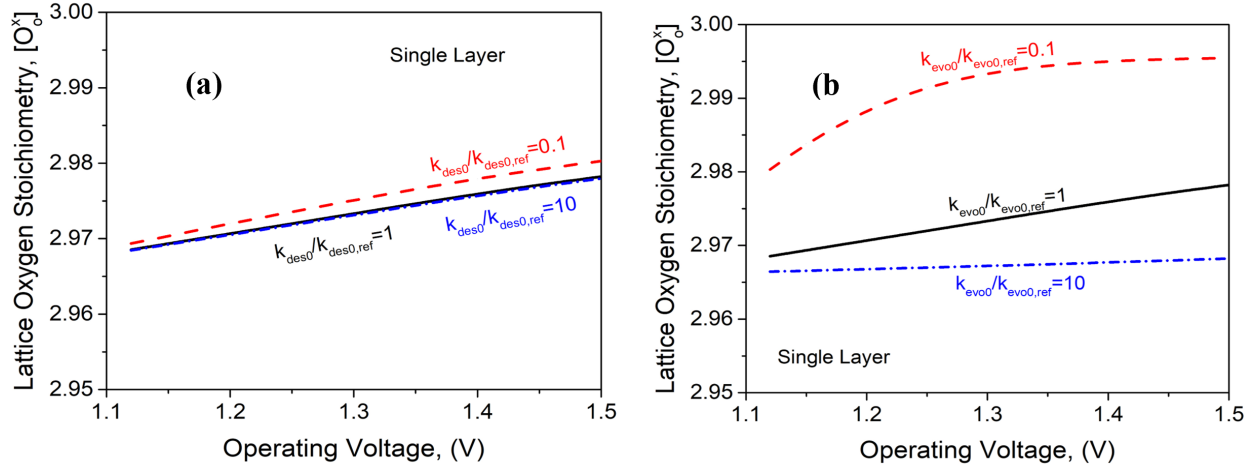 (a)
Single Layer
k_des0/k_des0,ref=0.1
k_des0/k_des0,ref=1
k_des0/k_des0,ref=10
Lattice Oxygen Stoichiometry, [O_o^x]
3.00
2.99
2.98
2.97
2.96
2.95
1.1
1.2
1.3
1.4
1.5
Operating Voltage, (V)
(b)
k_evo0/k_evo0,ref=0.1
k_evo0/k_evo0,ref=1
k_evo0/k_evo0,ref=10
Single Layer
Lattice Oxygen Stoichiometry, [O_o^x]
3.00
2.99
2.98
2.97
2.96
2.95
1.1
1.2
1.3
1.4
1.5
Operating Voltage, (V)